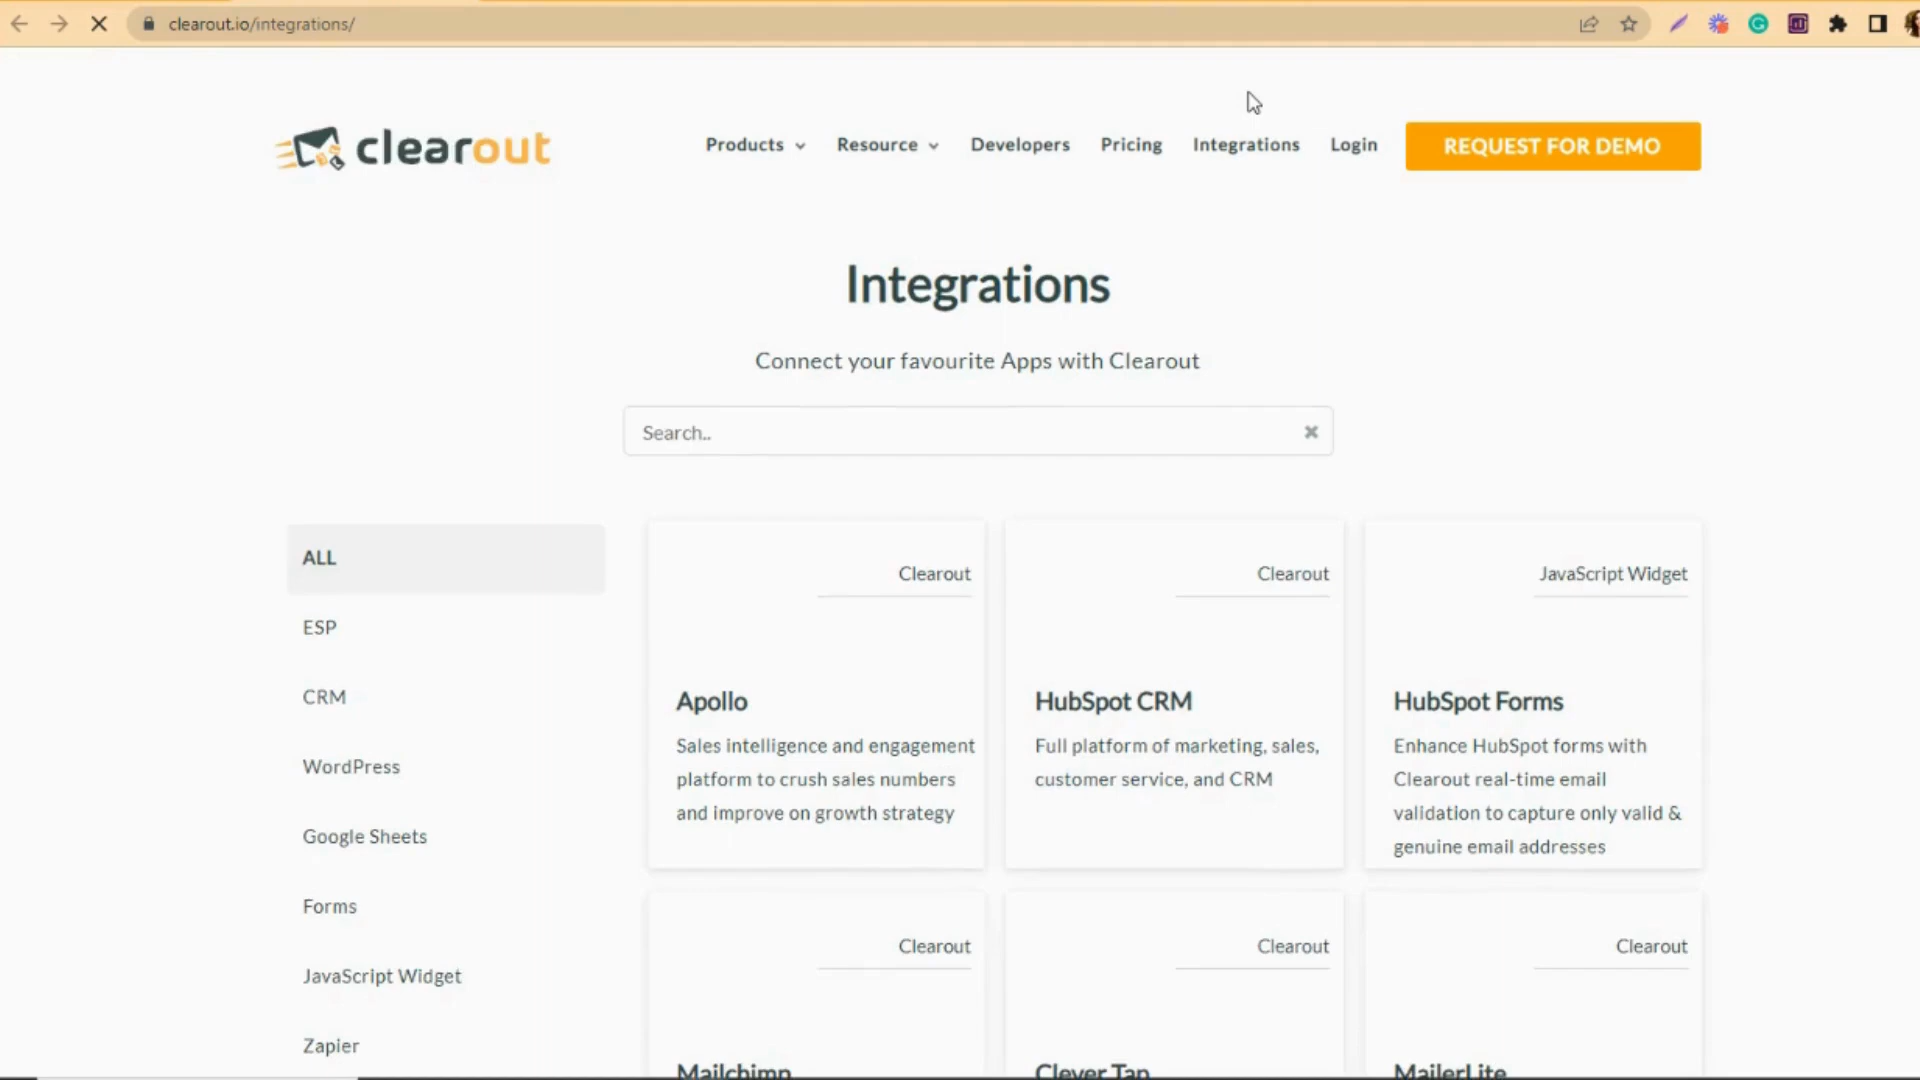 clearout.io/integrations/
clearout
Products
Resource
Developers
Pricing
Integrations
Login
REQUEST FOR DEMO
Integrations
Connect your favourite Apps with Clearout
Search..
ALL
ESP
CRM
WordPress
Google Sheets
Forms
JavaScript Widget
Zapier
Clearout
Apollo
Sales intelligence and engagement
platform to crush sales numbers
and improve on growth strategy
Clearout
HubSpot CRM
Full platform of marketing, sales,
customer service, and CRM
JavaScript Widget
HubSpot Forms
Enhance HubSpot forms with
Clearout real-time email
validation to capture only valid &
genuine email addresses
Clearout
Mailchimp
Clearout
Clever Tap
Clearout
MailerLite